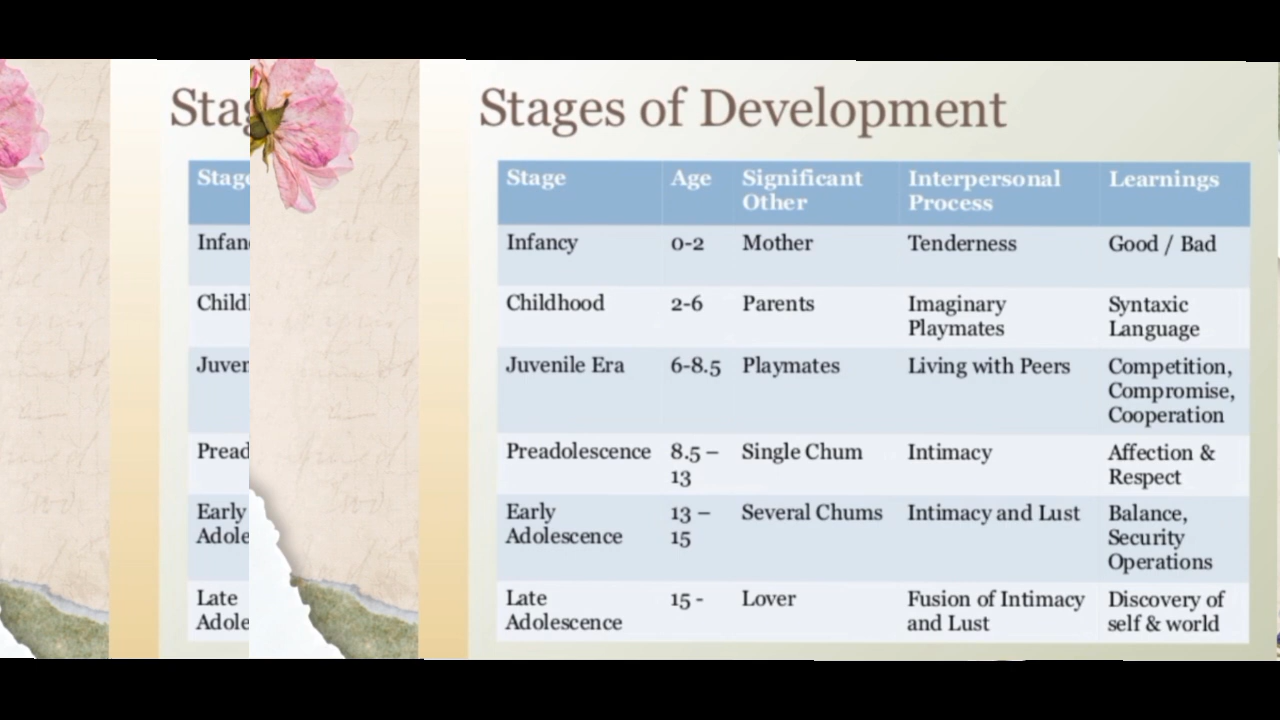 Stag
Stages of Development
Stage
Infan
Child
Juver
Pread
Early
Adole
Late
Adole
Stage Age Significant Other Interpersonal Process Learnings
Infancy 0-2 Mother Tenderness Good / Bad
Childhood 2-6 Parents Imaginary Playmates Syntaxic Language
Juvenile Era 6-8.5 Playmates Living with Peers Competition, Compromise, Cooperation
Preadolescence 8.5 – 13 Single Chum Intimacy Affection & Respect
Early Adolescence 13 – 15 Several Chums Intimacy and Lust Balance, Security Operations
Late Adolescence 15 - Lover Fusion of Intimacy and Lust Discovery of self & world